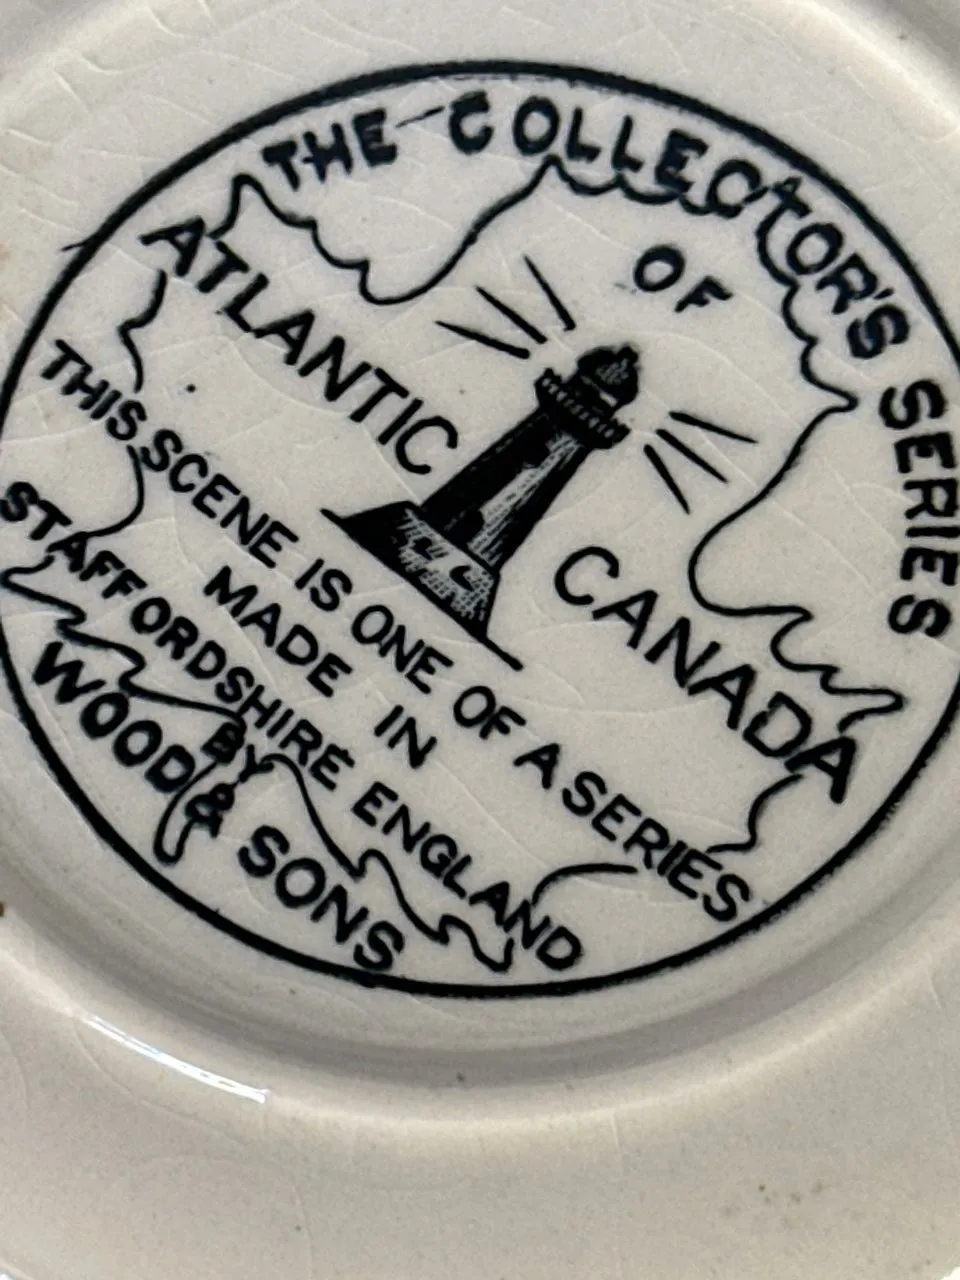 THE COLLECTOR'S SERIES
OF
ATLANTIC CANADA
THIS SCENE IS ONE OF A SERIES
MADE IN
STAFFORDSHIRE ENGLAND
BY
WOOD & SONS